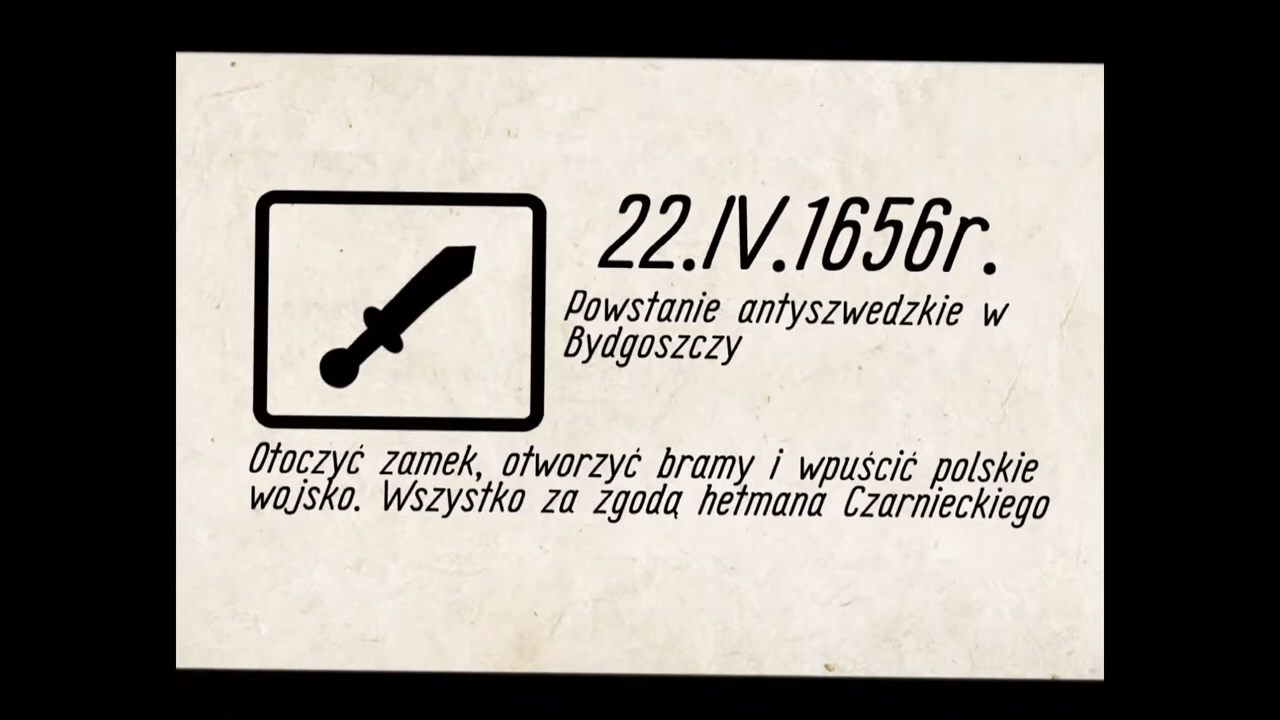 22.IV.1656r.
Powstanie antyszwedzkie w
Bydgoszczy
Otoczyć zamek, otworzyć bramy i wpuścić polskie
wojsko. Wszystko za zgodą hetmana Czarnieckiego